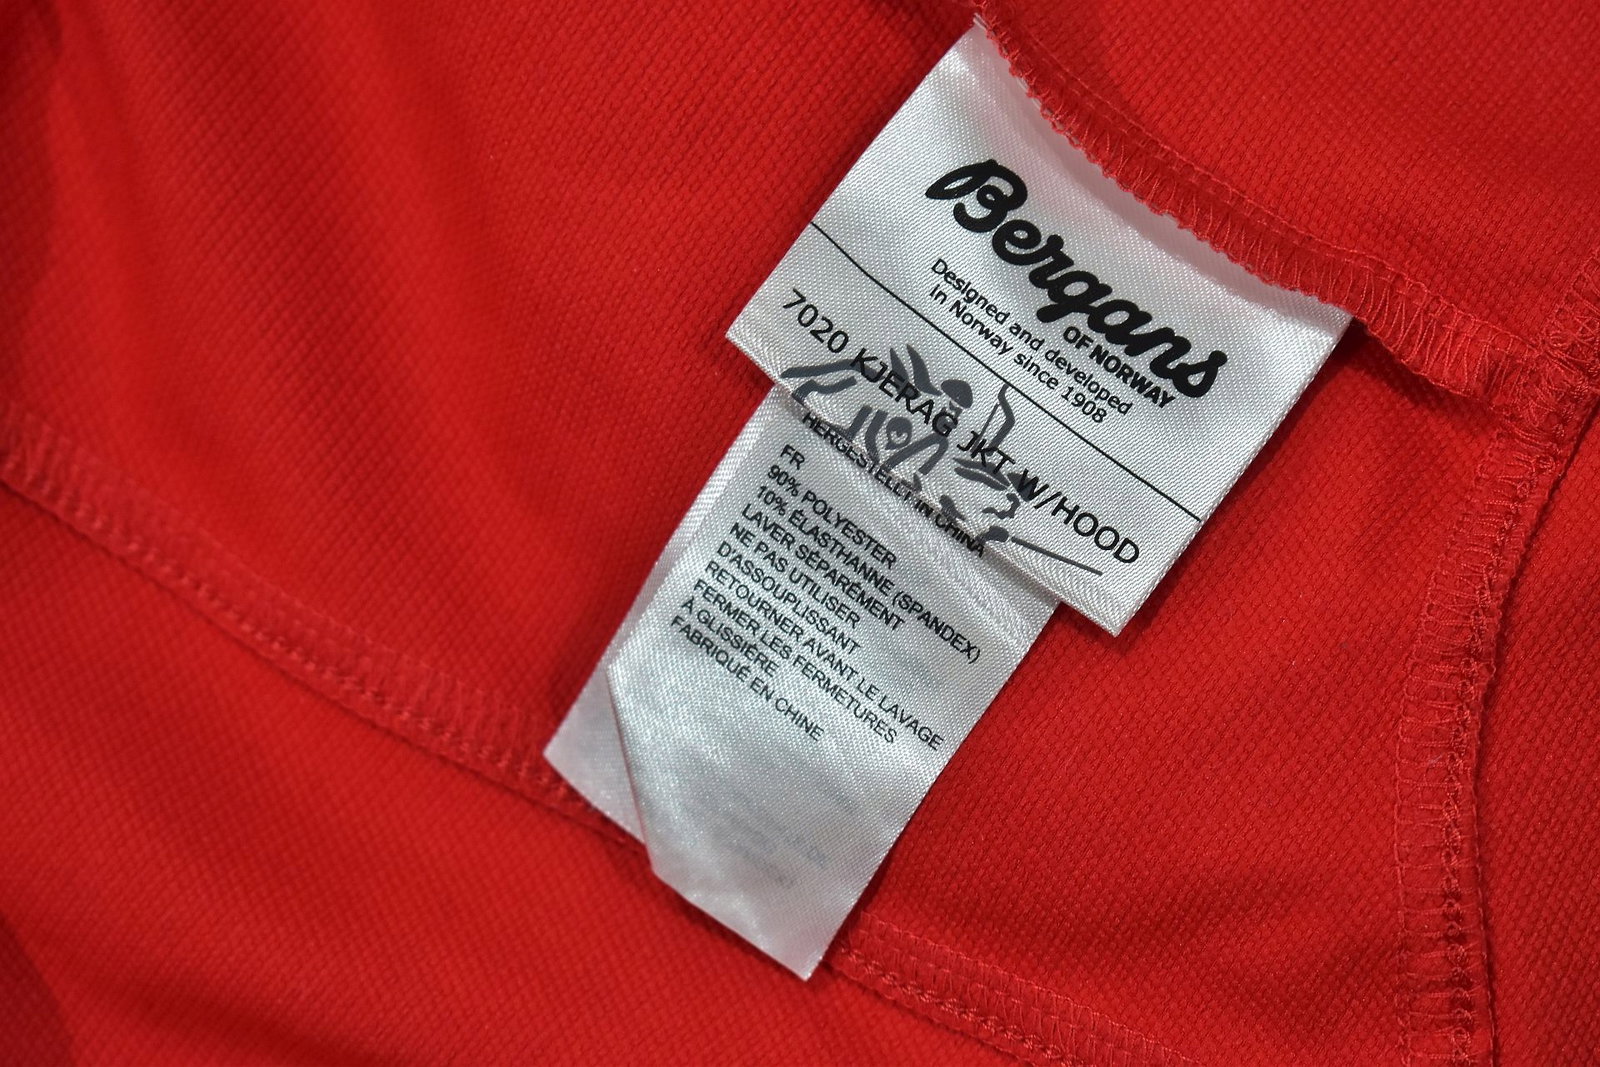 Bergans
OF NORWAY
Designed and developed
in Norway since 1908
7020 KJERAG JKT W/HOOD
HERGESTELLT IN CHINA
FR
90% POLYESTER
10% ÉLASTHANNE (SPANDEX)
LAVER SÉPARÉMENT
NE PAS UTILISER
D'ASSOUPLISSANT
RETOURNER AVANT LE LAVAGE
FERMER LES FERMETURES
À GLISSIÈRE
FABRIQUÉ EN CHINE